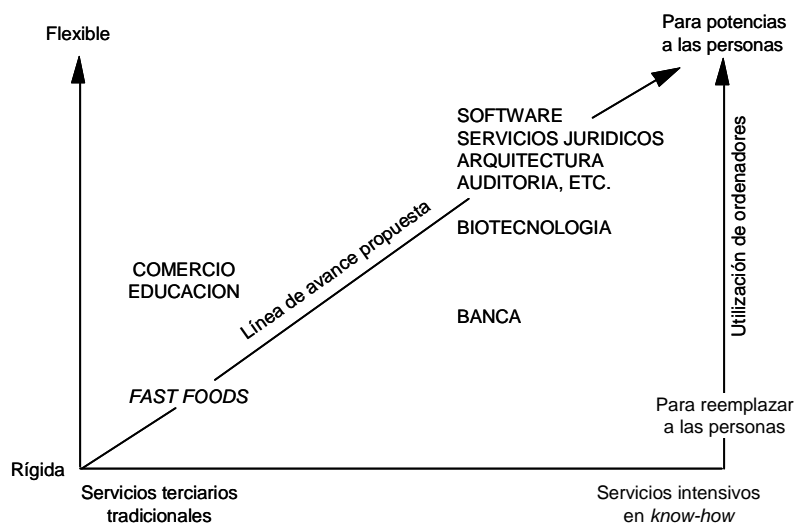 Flexible
Para potencias
a las personas
SOFTWARE
SERVICIOS JURIDICOS
ARQUITECTURA
AUDITORIA, ETC.
BIOTECNOLOGIA
COMERCIO
EDUCACION
Línea de avance propuesta
BANCA
Utilización de ordenadores
FAST FOODS
Para reemplazar
a las personas
Rígida
Servicios terciarios
tradicionales
Servicios intensivos
en know-how